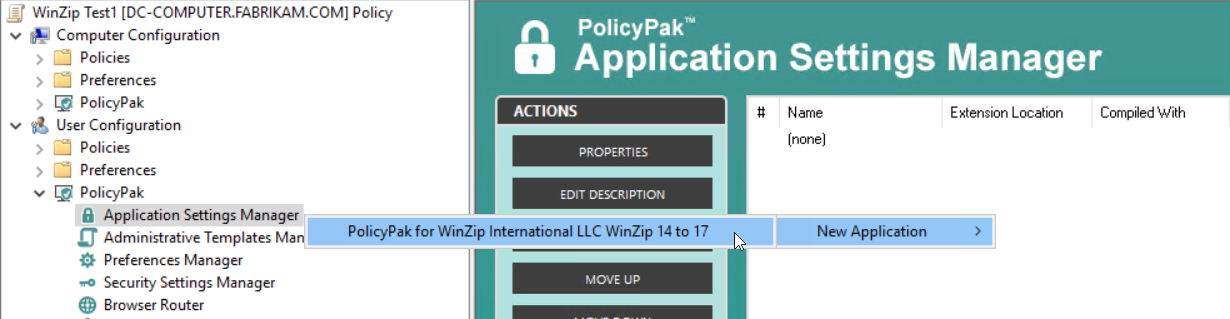 WinZip Test1 [DC-COMPUTER.FABRIKAM.COM] Policy
Computer Configuration
Policies
Preferences
PolicyPak
User Configuration
Policies
Preferences
PolicyPak
Application Settings Manager
Administrative Templates Man
Preferences Manager
Security Settings Manager
Browser Router
PolicyPak™
Application Settings Manager
ACTIONS
PROPERTIES
EDIT DESCRIPTION
MOVE UP
# Name Extension Location Compiled With
(none)
PolicyPak for WinZip International LLC WinZip 14 to 17
New Application